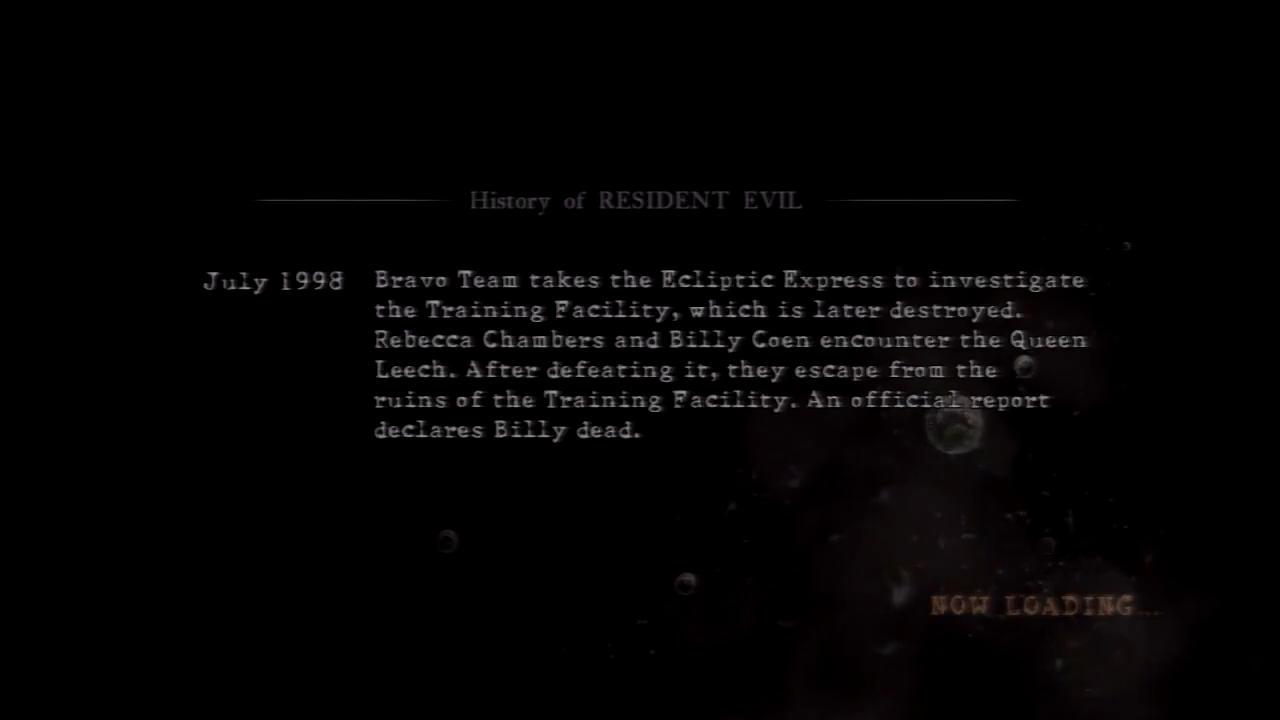 History of RESIDENT EVIL
July 1998 Bravo Team takes the Ecliptic Express to investigate
the Training Facility, which is later destroyed.
Rebecca Chambers and Billy Coen encounter the Queen
Leech. After defeating it, they escape from the
ruins of the Training Facility. An official report
declares Billy dead.
NOW LOADING...